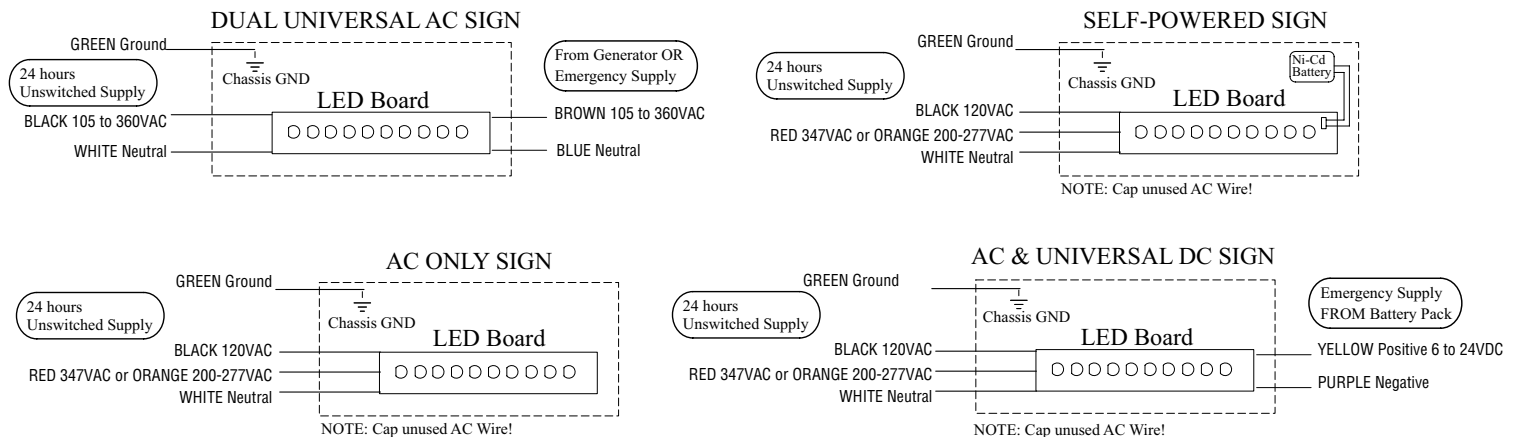 DUAL UNIVERSAL AC SIGN
GREEN Ground
24 hours
Unswitched Supply
Chassis GND
From Generator OR
Emergency Supply
LED Board
BLACK 105 to 360VAC
BROWN 105 to 360VAC
WHITE Neutral
BLUE Neutral
SELF-POWERED SIGN
GREEN Ground
24 hours
Unswitched Supply
Chassis GND
Ni-Cd
Battery
LED Board
BLACK 120VAC
RED 347VAC or ORANGE 200-277VAC
WHITE Neutral
NOTE: Cap unused AC Wire!
AC ONLY SIGN
GREEN Ground
24 hours
Unswitched Supply
Chassis GND
LED Board
BLACK 120VAC
RED 347VAC or ORANGE 200-277VAC
WHITE Neutral
NOTE: Cap unused AC Wire!
AC & UNIVERSAL DC SIGN
GREEN Ground
24 hours
Unswitched Supply
Chassis GND
Emergency Supply
FROM Battery Pack
LED Board
BLACK 120VAC
YELLOW Positive 6 to 24VDC
RED 347VAC or ORANGE 200-277VAC
PURPLE Negative
WHITE Neutral
NOTE: Cap unused AC Wire!